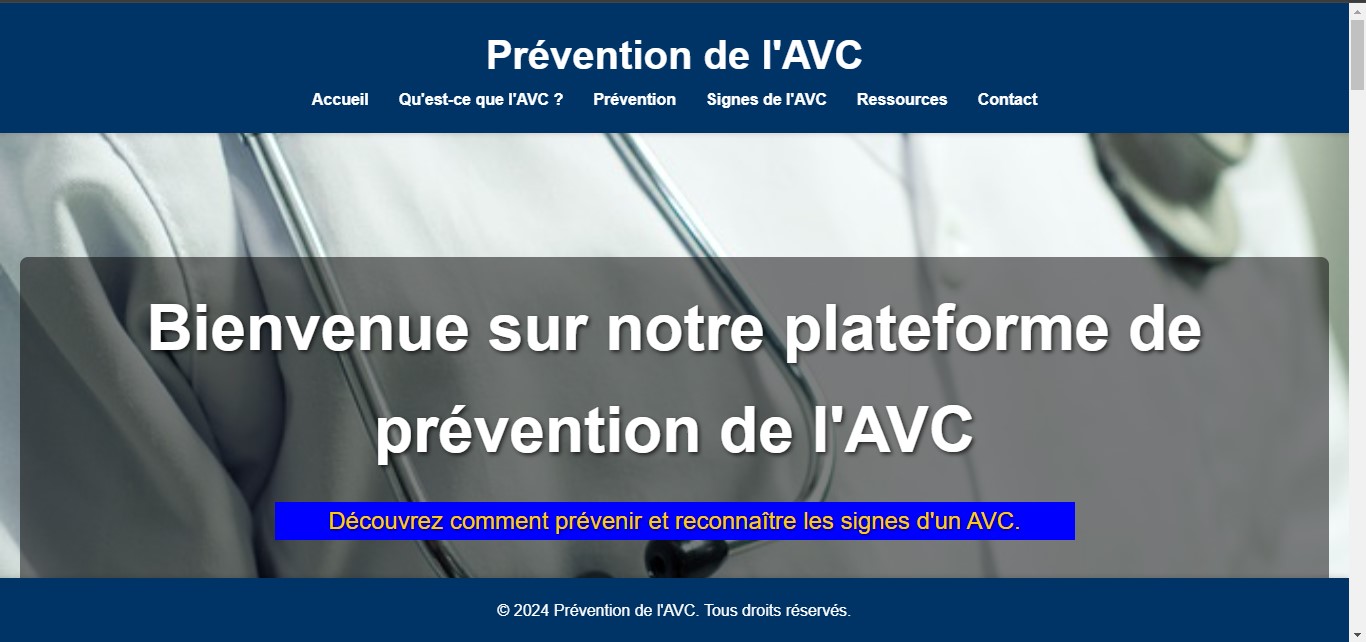 Prévention de l'AVC
Accueil Qu'est-ce que l'AVC ? Prévention Signes de l'AVC Ressources Contact
Bienvenue sur notre plateforme de
prévention de l'AVC
Découvrez comment prévenir et reconnaître les signes d'un AVC.
© 2024 Prévention de l'AVC. Tous droits réservés.